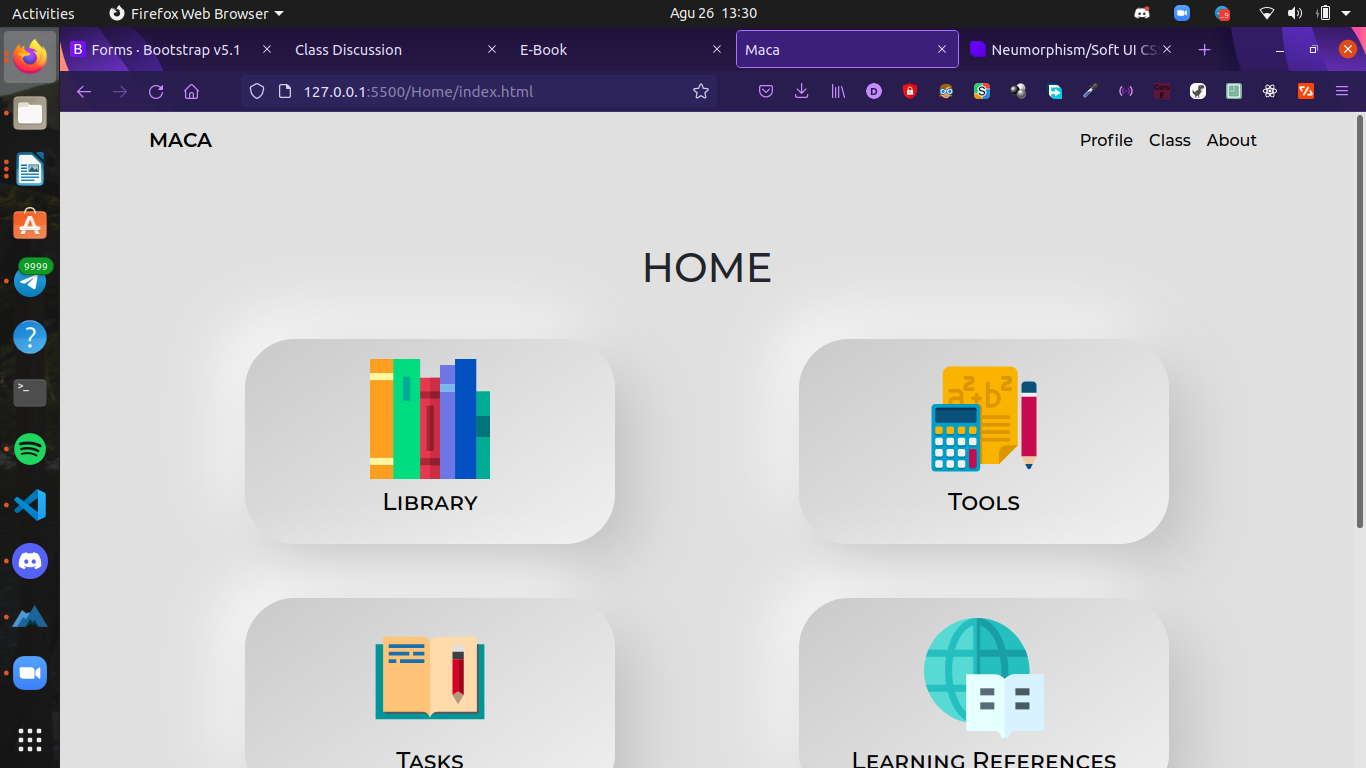 Activities
Firefox Web Browser
Agu 26 13:30
Forms · Bootstrap v5.1
Class Discussion
E-Book
Maca
Neumorphism/Soft UI CS
127.0.0.1:5500/Home/index.html
MACA
Profile
Class
About
HOME
9999
a²+b²
LIBRARY
TOOLS
TASKS
LEARNING REFERENCES